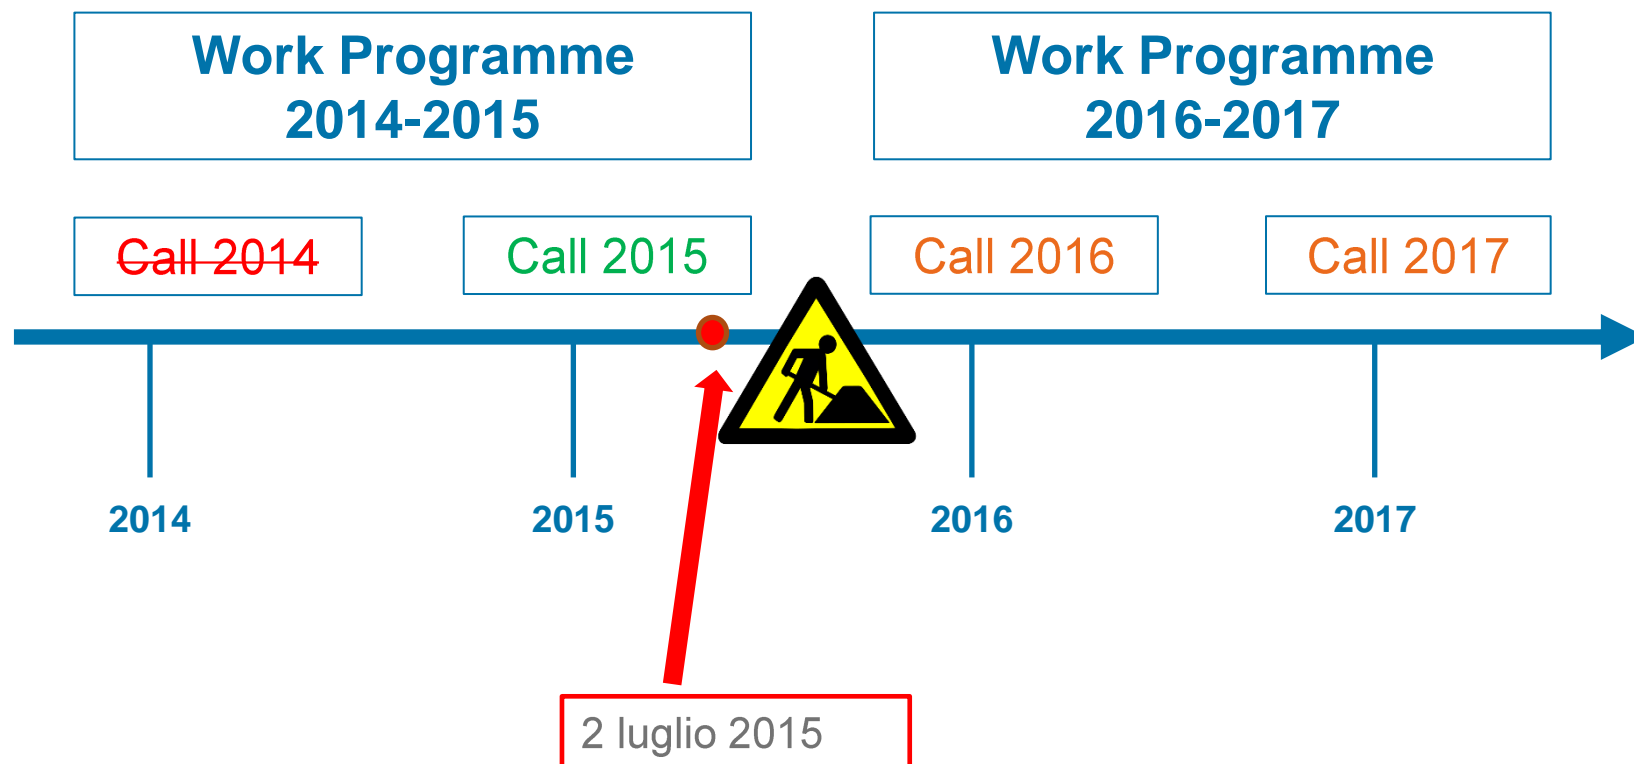 Work Programme
2014-2015
Work Programme
2016-2017
Call 2014
Call 2015
Call 2016
Call 2017
2014
2015
2016
2017
2 luglio 2015